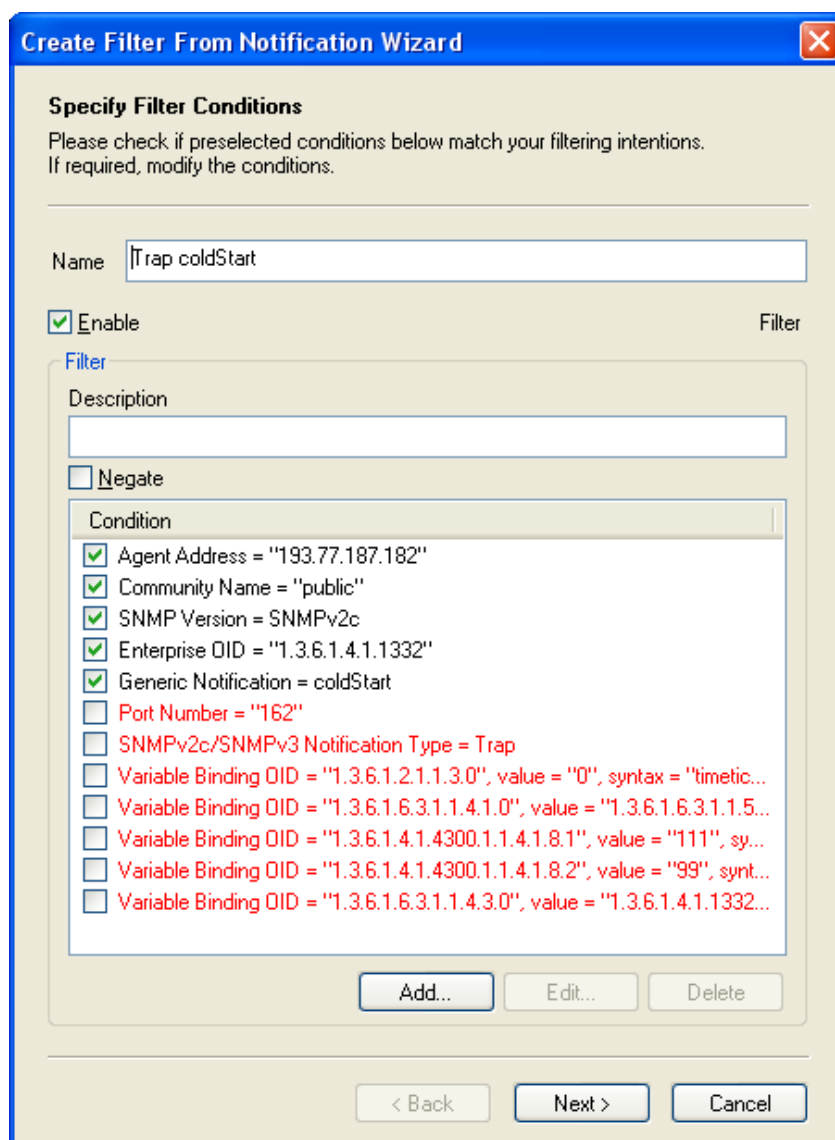 Create Filter From Notification Wizard
Specify Filter Conditions
Please check if preselected conditions below match your filtering intentions.
If required, modify the conditions.
Name Trap coldStart
Enable Filter
Filter
Description
Negate
Condition
Agent Address = "193.77.187.182"
Community Name = "public"
SNMP Version = SNMPv2c
Enterprise OID = "1.3.6.1.4.1.1332"
Generic Notification = coldStart
Port Number = "162"
SNMPv2c/SNMPv3 Notification Type = Trap
Variable Binding OID = "1.3.6.1.2.1.1.3.0", value = "0", syntax = "timetic...
Variable Binding OID = "1.3.6.1.6.3.1.1.4.1.0", value = "1.3.6.1.6.3.1.1.5...
Variable Binding OID = "1.3.6.1.4.1.4300.1.1.4.1.8.1", value = "111", sy...
Variable Binding OID = "1.3.6.1.4.1.4300.1.1.4.1.8.2", value = "99", synt...
Variable Binding OID = "1.3.6.1.6.3.1.1.4.3.0", value = "1.3.6.1.4.1.1332...
Add... Edit... Delete
< Back Next > Cancel